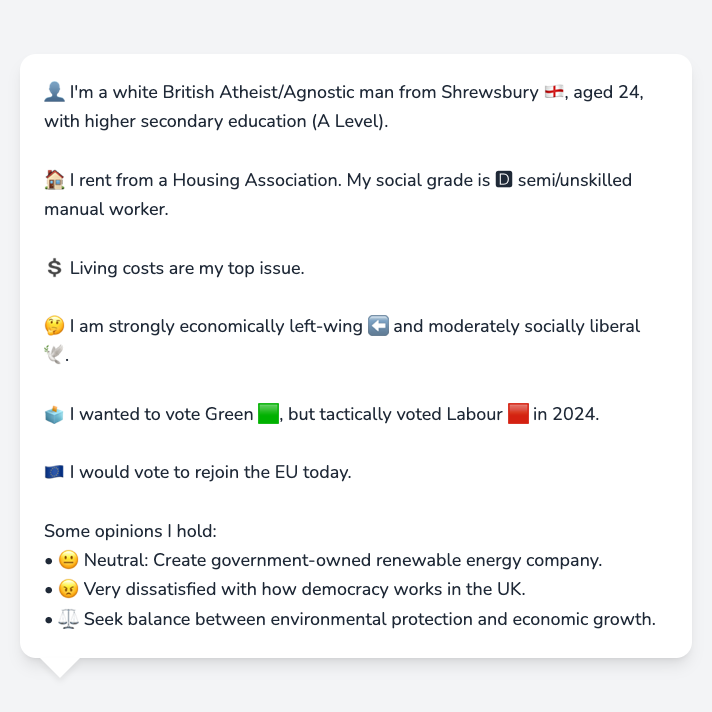 👤 I'm a white British Atheist/Agnostic man from Shrewsbury 🏴󠁧󠁢󠁥󠁮󠁧󠁿, aged 24,
with higher secondary education (A Level).
🏠 I rent from a Housing Association. My social grade is 🅳 semi/unskilled
manual worker.
💲 Living costs are my top issue.
🤔 I am strongly economically left-wing ⬅️ and moderately socially liberal
🕊️.
🗳️ I wanted to vote Green 🟩, but tactically voted Labour 🟥 in 2024.
🇪🇺 I would vote to rejoin the EU today.
Some opinions I hold:
• 😐 Neutral: Create government-owned renewable energy company.
• 😠 Very dissatisfied with how democracy works in the UK.
• ⚖️ Seek balance between environmental protection and economic growth.